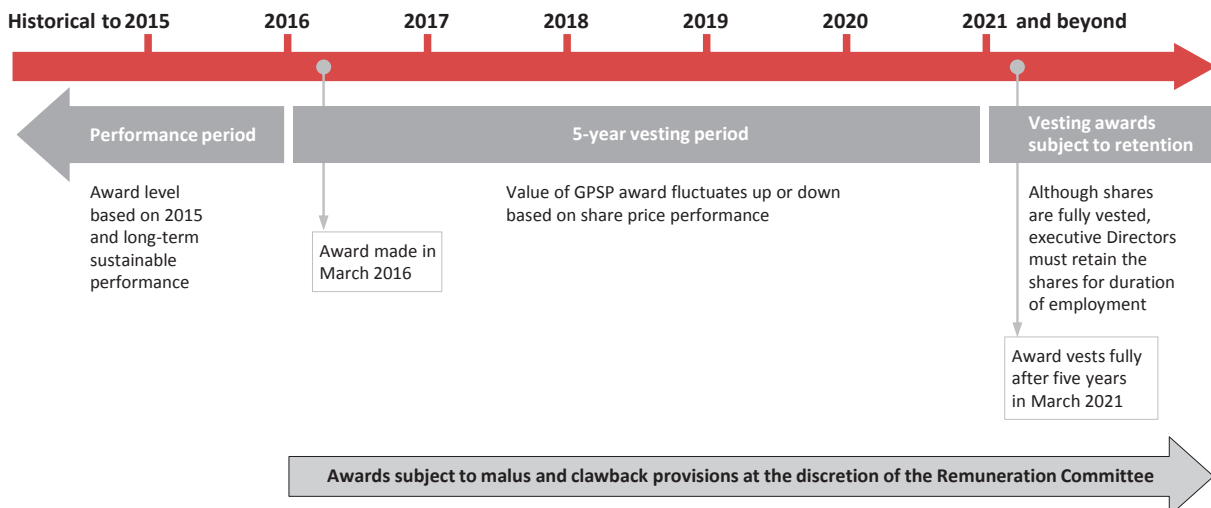 Historical to 2015 2016 2017 2018 2019 2020 2021 and beyond
Performance period
5-year vesting period
Vesting awards
subject to retention
Award level
based on 2015
and long-term
sustainable
performance
Award made in
March 2016
Value of GPSP award fluctuates up or down
based on share price performance
Although shares
are fully vested,
executive Directors
must retain the
shares for duration
of employment
Award vests fully
after five years
in March 2021
Awards subject to malus and clawback provisions at the discretion of the Remuneration Committee